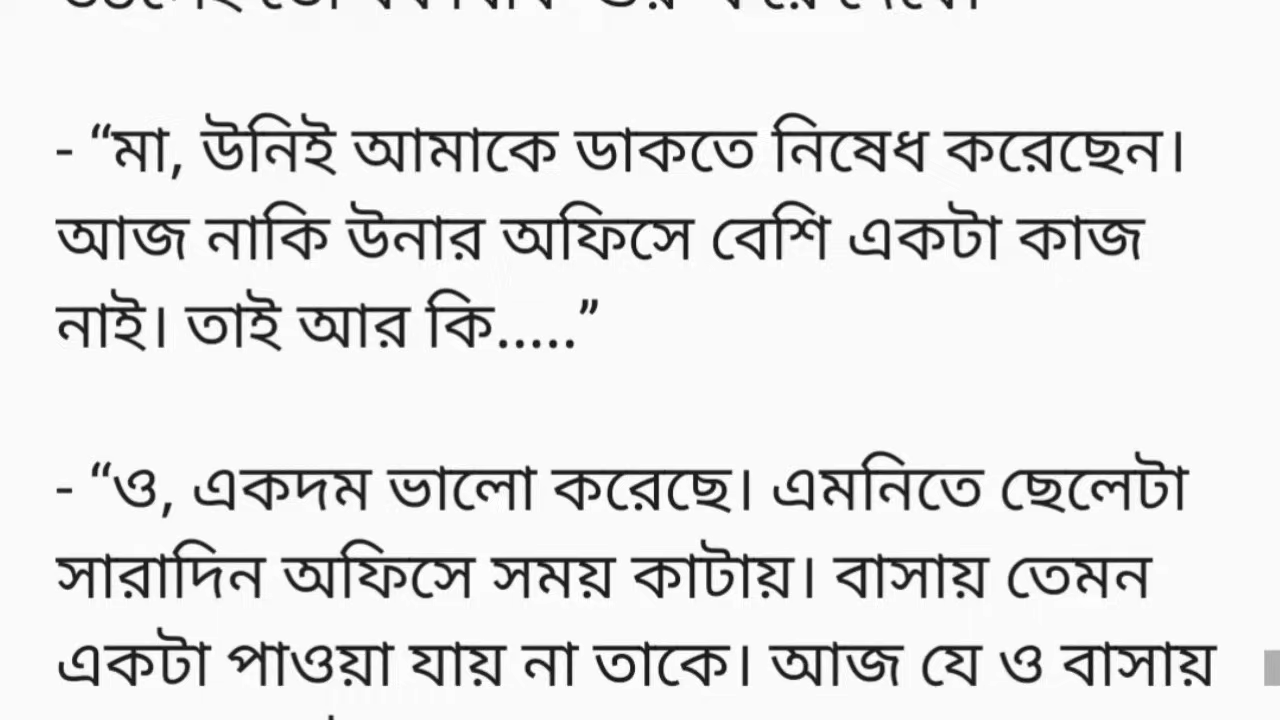 - “মা, উনিই আমাকে ডাকতে নিষেধ করেছেন।
আজ নাকি উনার অফিসে বেশি একটা কাজ
নাই। তাই আর কি.....”
- “ও, একদম ভালো করেছে। এমনিতে ছেলেটা
সারাদিন অফিসে সময় কাটায়। বাসায় তেমন
একটা পাওয়া যায় না তাকে। আজ যে ও বাসায়